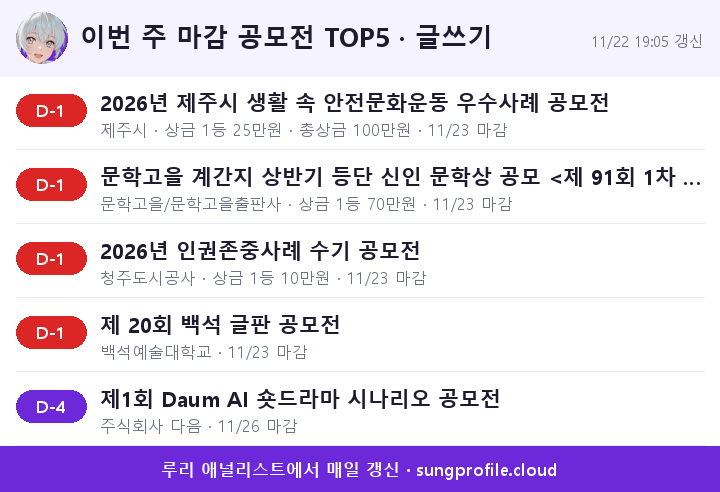 이번 주 마감 공모전 TOP5 · 글쓰기
11/22 19:05 갱신
D-1
2026년 제주시 생활 속 안전문화운동 우수사례 공모전
제주시 · 상금 1등 25만원 · 총상금 100만원 · 11/23 마감
D-1
문학고을 계간지 상반기 등단 신인 문학상 공모 <제 91회 1차 ...
문학고을/문학고을출판사 · 상금 1등 70만원 · 11/23 마감
D-1
2026년 인권존중사례 수기 공모전
청주도시공사 · 상금 1등 10만원 · 11/23 마감
D-1
제 20회 백석 글판 공모전
백석예술대학교 · 11/23 마감
D-4
제1회 Daum AI 숏드라마 시나리오 공모전
주식회사 다음 · 11/26 마감
루리 애널리스트에서 매일 갱신 · sungprofile.cloud